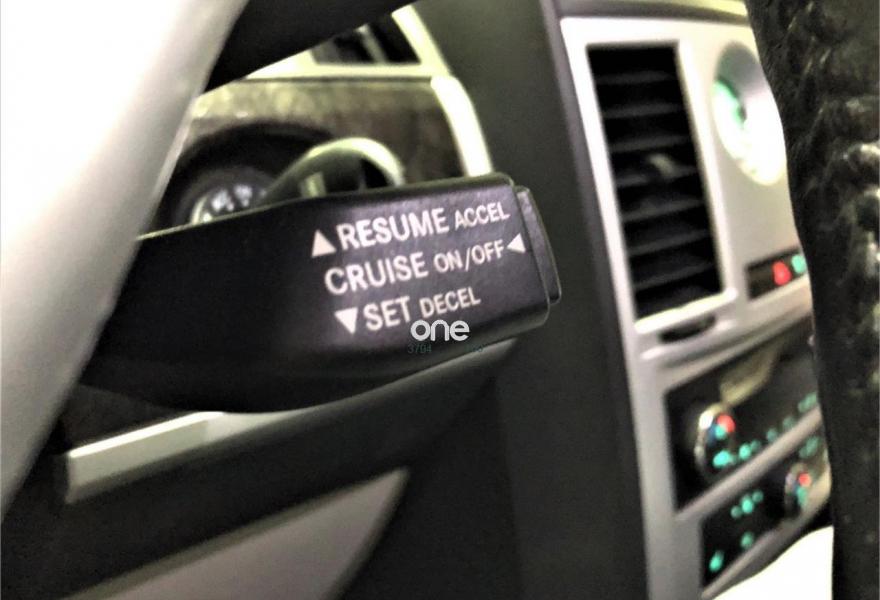 ▲RESUME ACCEL
CRUISE ON/OFF◄
▼SET DECEL
one